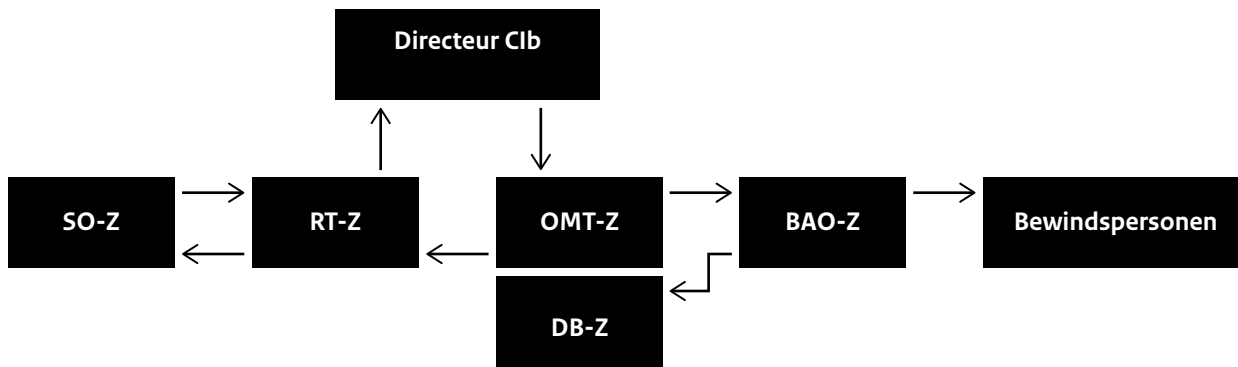 Directeur CIb
SO-Z
RT-Z
OMT-Z
BAO-Z
Bewindspersonen
DB-Z